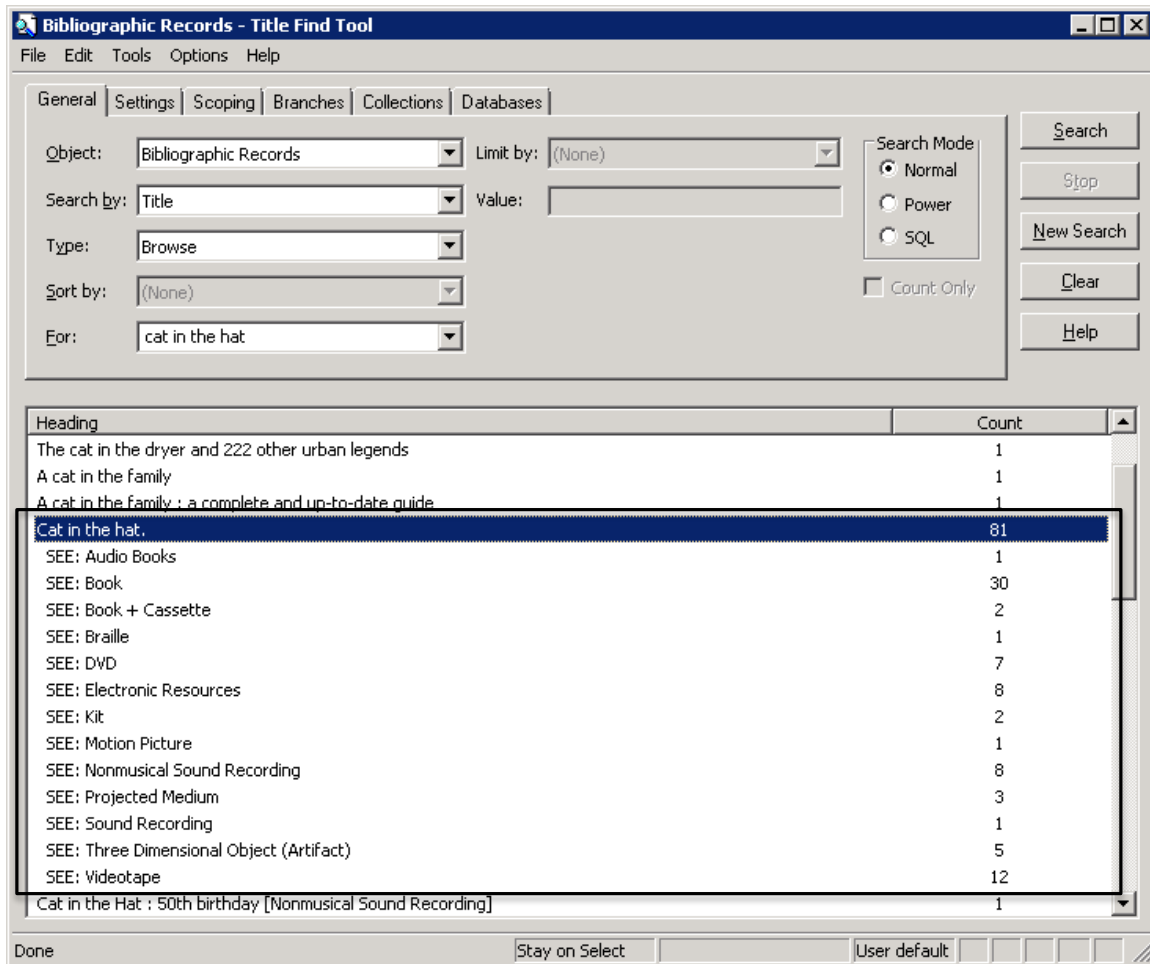 Bibliographic Records - Title Find Tool
File Edit Tools Options Help
General Settings Scoping Branches Collections Databases
Object: Bibliographic Records Limit by: (None) Search Mode Search
Normal
Search by: Title Value: Power Stop
Type: Browse SQL New Search
Sort by: (None) Count Only Clear
For: cat in the hat Help
Heading Count
The cat in the dryer and 222 other urban legends 1
A cat in the family 1
A cat in the family : a complete and up-to-date guide 1
Cat in the hat. 81
SEE: Audio Books 1
SEE: Book 30
SEE: Book + Cassette 2
SEE: Braille 1
SEE: DVD 7
SEE: Electronic Resources 8
SEE: Kit 2
SEE: Motion Picture 1
SEE: Nonmusical Sound Recording 8
SEE: Projected Medium 3
SEE: Sound Recording 1
SEE: Three Dimensional Object (Artifact) 5
SEE: Videotape 12
Cat in the Hat : 50th birthday [Nonmusical Sound Recording] 1
Done Stay on Select User default